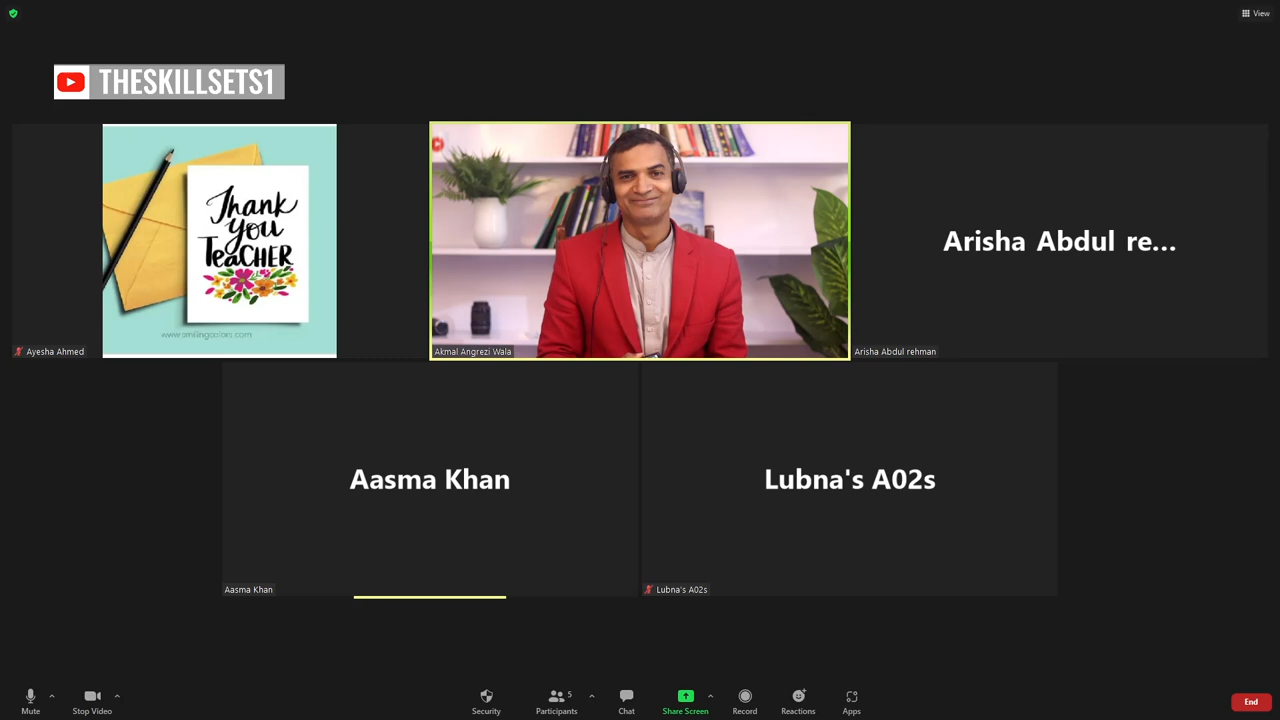 View
THESKILLSETS1
Thank
you
TEACHER
www.smilingcolors.com
Ayesha Ahmed
Akmal Angrezi Wala
Arisha Abdul re...
Arisha Abdul rehman
Aasma Khan
Aasma Khan
Lubna's A02s
Lubna's A02s
Mute
Stop Video
Security
Participants 5
Chat
Share Screen
Record
Reactions
Apps
End